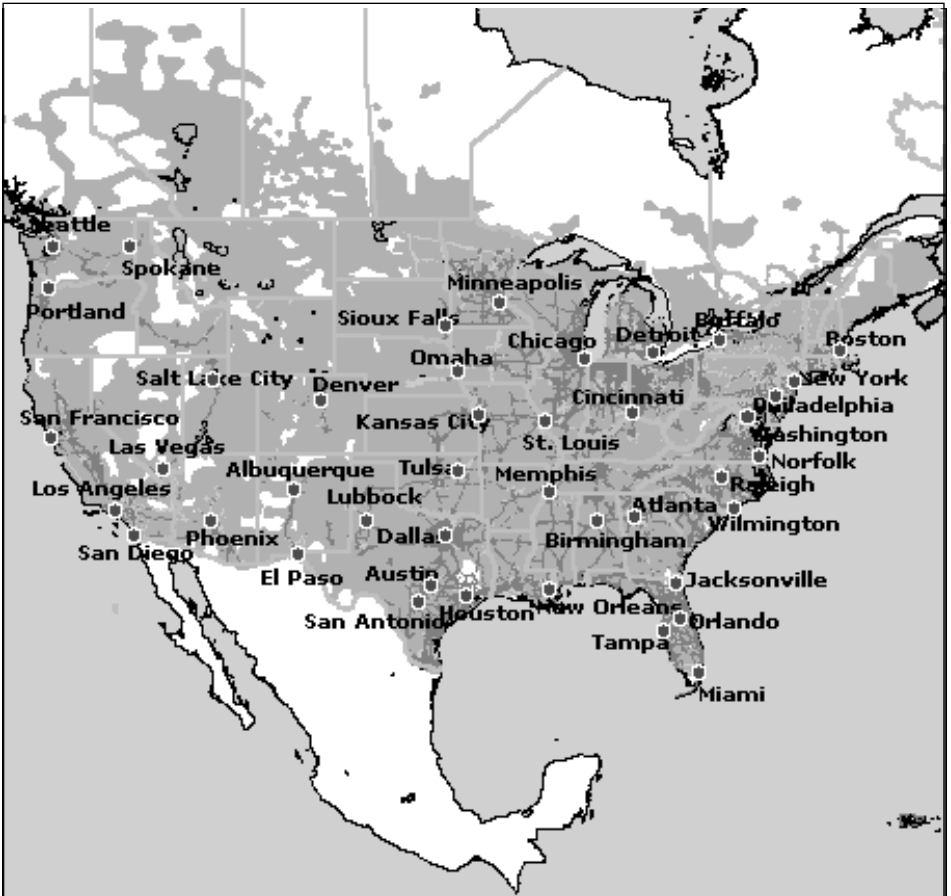 Seattle
Spokane
Portland
Minneapolis
Sioux Falls
Buffalo
Detroit
Boston
Chicago
Omaha
Salt Lake City
Denver
New York
Cincinnati
Philadelphia
San Francisco
Kansas City
St. Louis
Washington
Las Vegas
Norfolk
Albuquerque
Tulsa
Memphis
Raleigh
Los Angeles
Lubbock
Atlanta
Wilmington
San Diego
Phoenix
Dallas
Birmingham
El Paso
Austin
Jacksonville
San Antonio
Houston
New Orleans
Orlando
Tampa
Miami